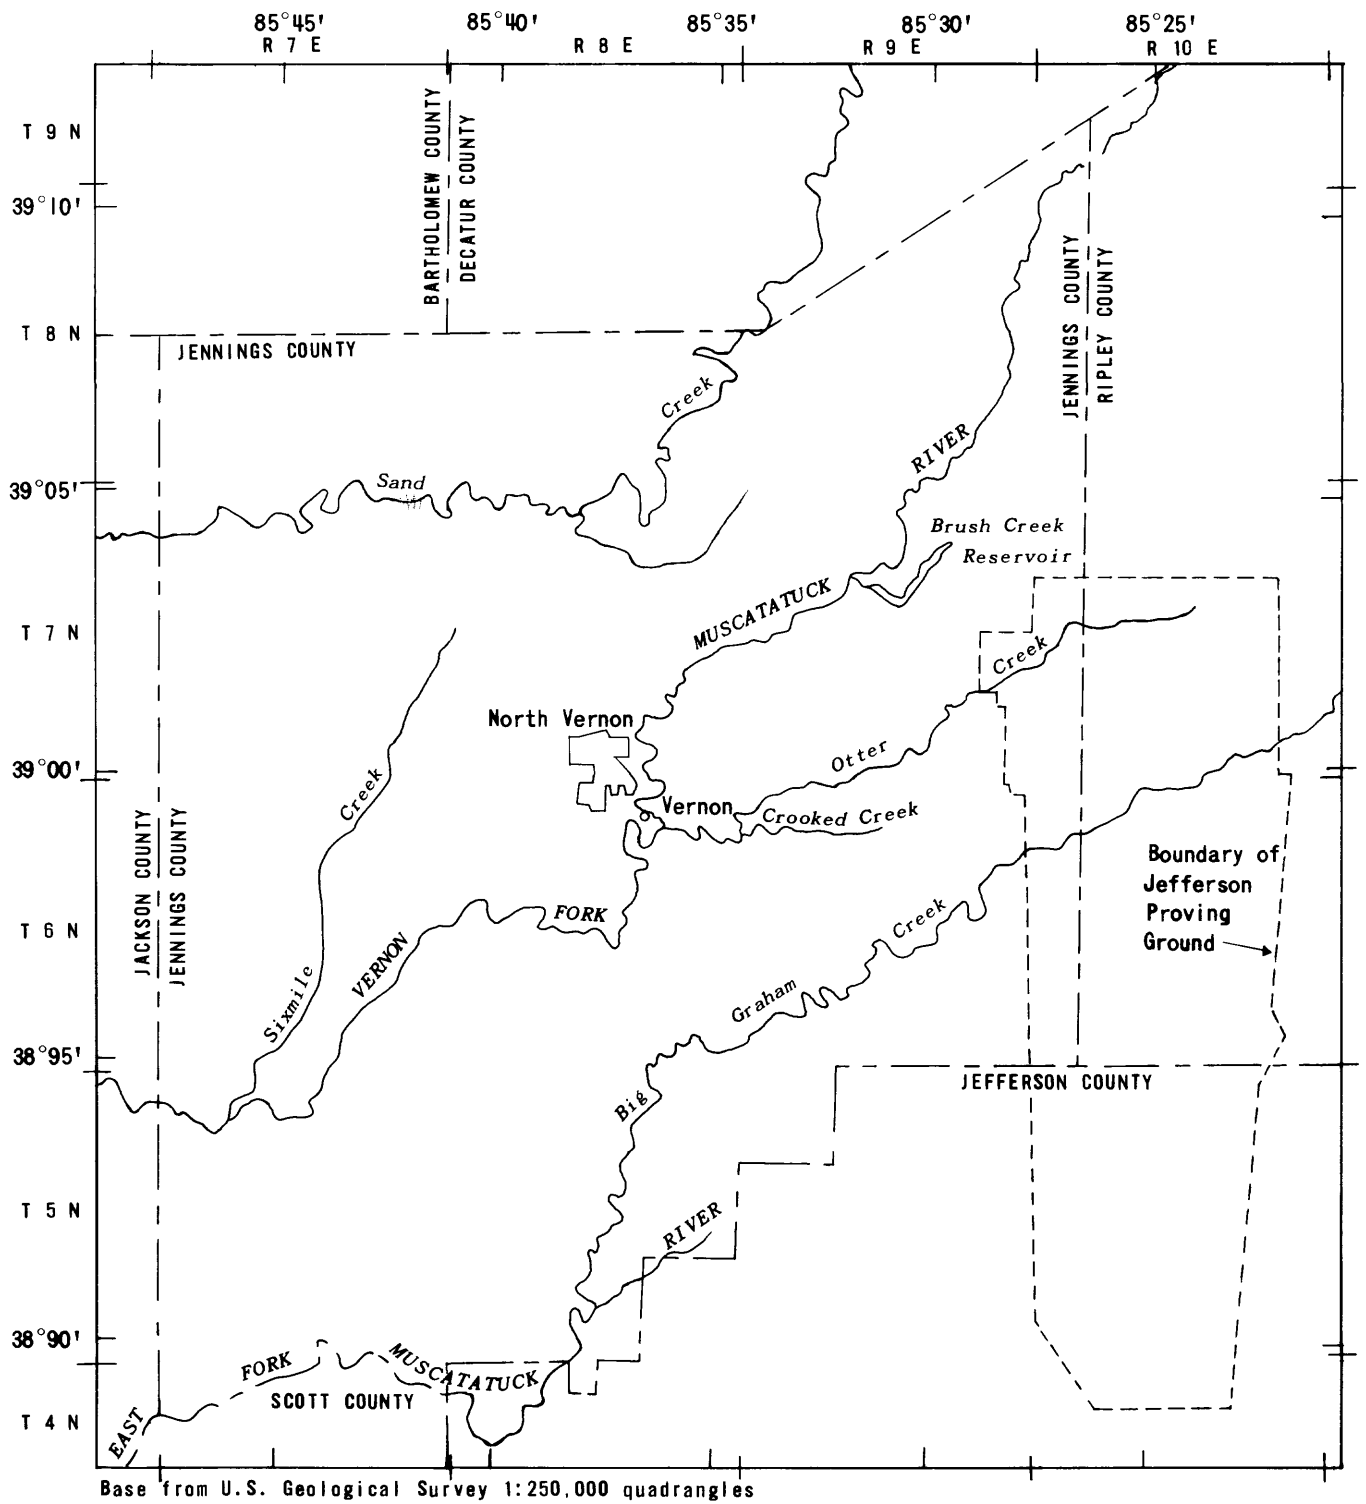 85°45' 85°40' 85°35' 85°30' 85°25'
R 7 E R 8 E R 9 E R 10 E
T 9 N
39°10'
BARTHOLOMEW COUNTY
DECATUR COUNTY
T 8 N
JENNINGS COUNTY
JENNINGS COUNTY
RIPLEY COUNTY
Creek
RIVER
39°05'
Sand
Brush Creek
Reservoir
MUSCATATUCK
T 7 N
Creek
North Vernon
39°00'
Otter
Creek
Vernon
Crooked Creek
JACKSON COUNTY
JENNINGS COUNTY
Boundary of
Jefferson
Proving
Ground
T 6 N
FORK
Creek
VERNON
Sixmile
Graham
38°95'
JEFFERSON COUNTY
Big
T 5 N
RIVER
38°90'
FORK
MUSCATATUCK
SCOTT COUNTY
T 4 N
EAST
Base from U.S. Geological Survey 1:250,000 quadrangles